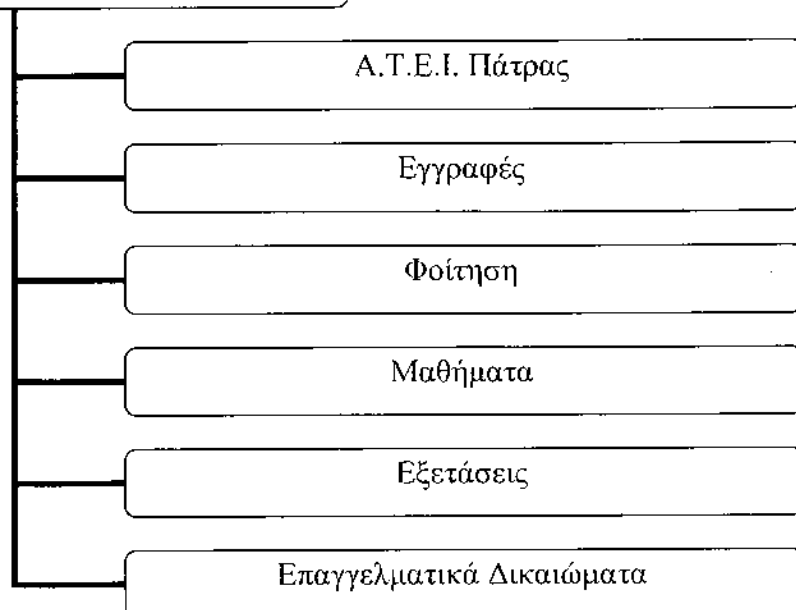 Α.Τ.Ε.Ι. Πάτρας
Εγγραφές
Φοίτηση
Μαθήματα
Εξετάσεις
Επαγγελματικά Δικαιώματα